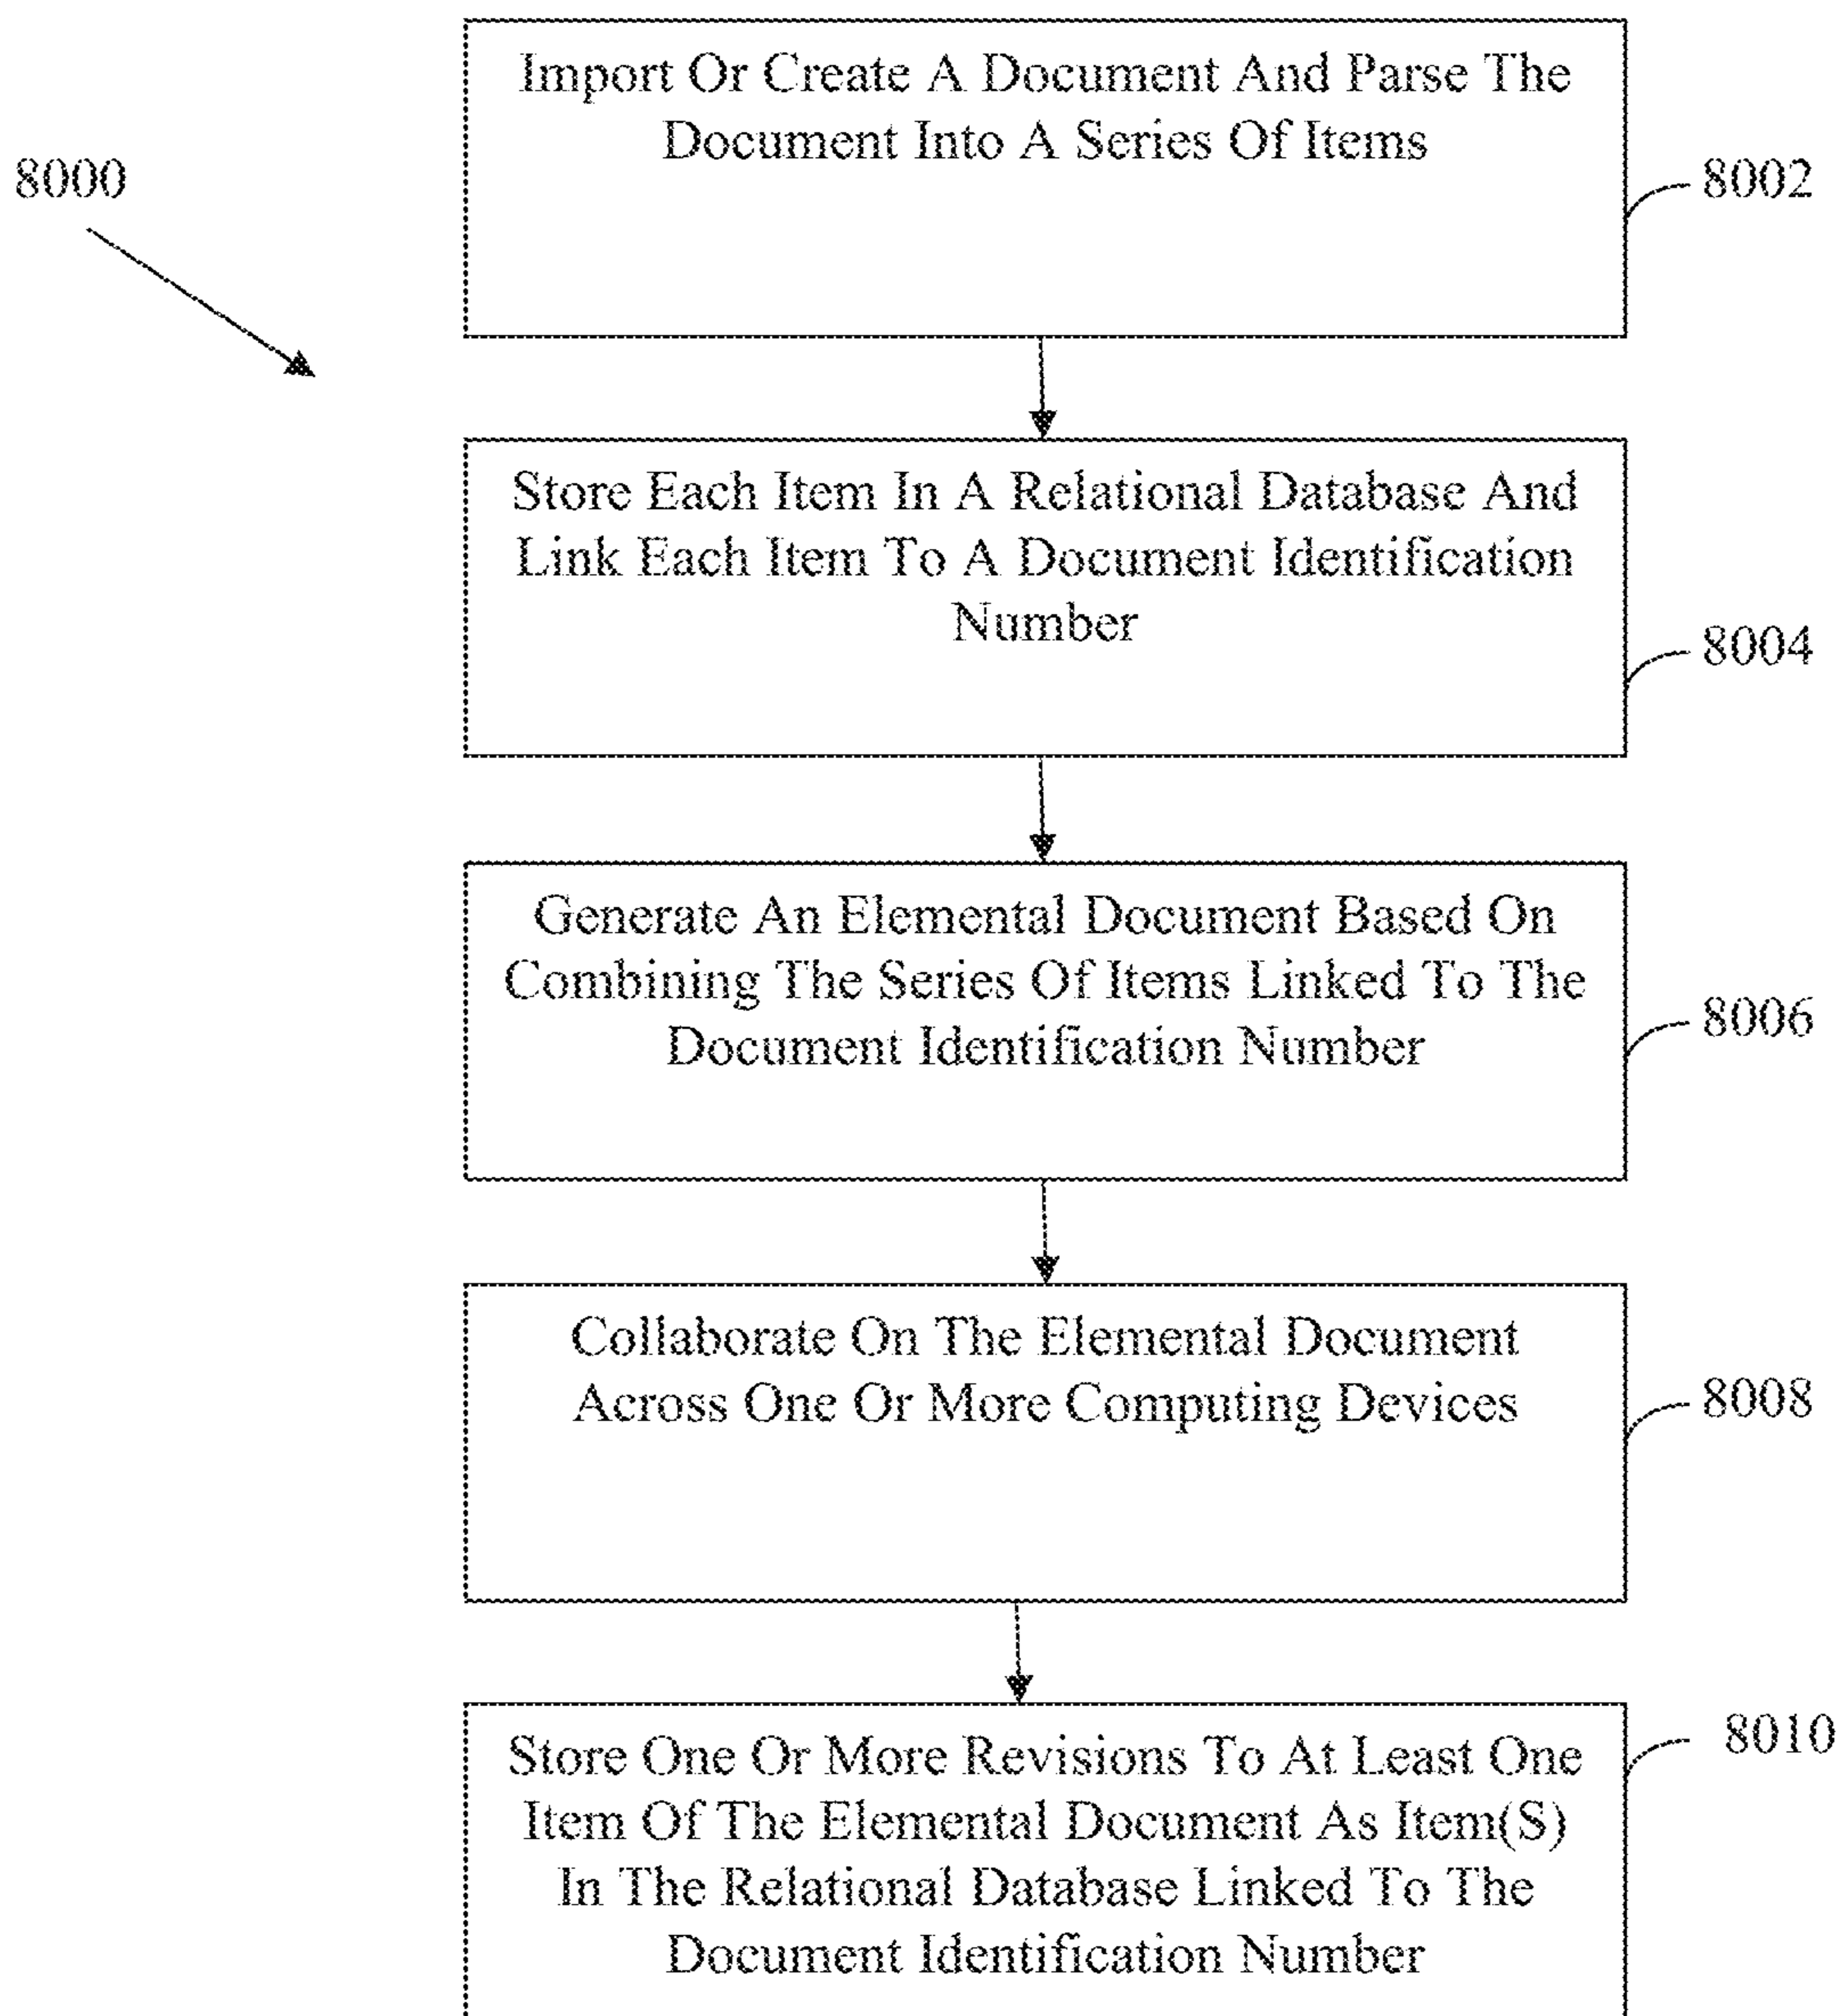 Import Or Create A Document And Parse The
Document Into A Series Of Items
8000
8002
Store Each Item In A Relational Database And
Link Each Item To A Document Identification
Number
8004
Generate An Elemental Document Based On
Combining The Series Of Items Linked To The
Document Identification Number
8006
Collaborate On The Elemental Document
Across One Or More Computing Devices
8008
Store One Or More Revisions To At Least One
Item Of The Elemental Document As Item(S)
In The Relational Database Linked To The
Document Identification Number
8010